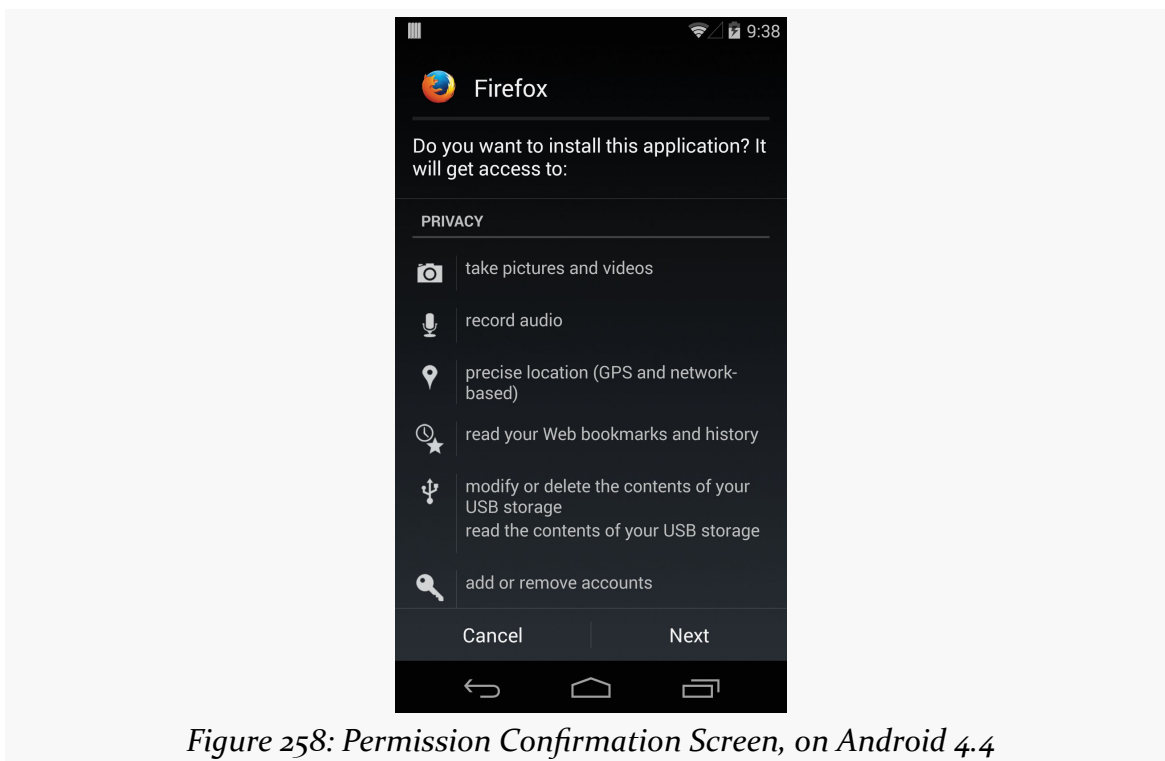 9:38
Firefox
Do you want to install this application? It
will get access to:
PRIVACY
take pictures and videos
record audio
precise location (GPS and network-
based)
read your Web bookmarks and history
modify or delete the contents of your
USB storage
read the contents of your USB storage
add or remove accounts
Cancel Next
Figure 258: Permission Confirmation Screen, on Android 4.4